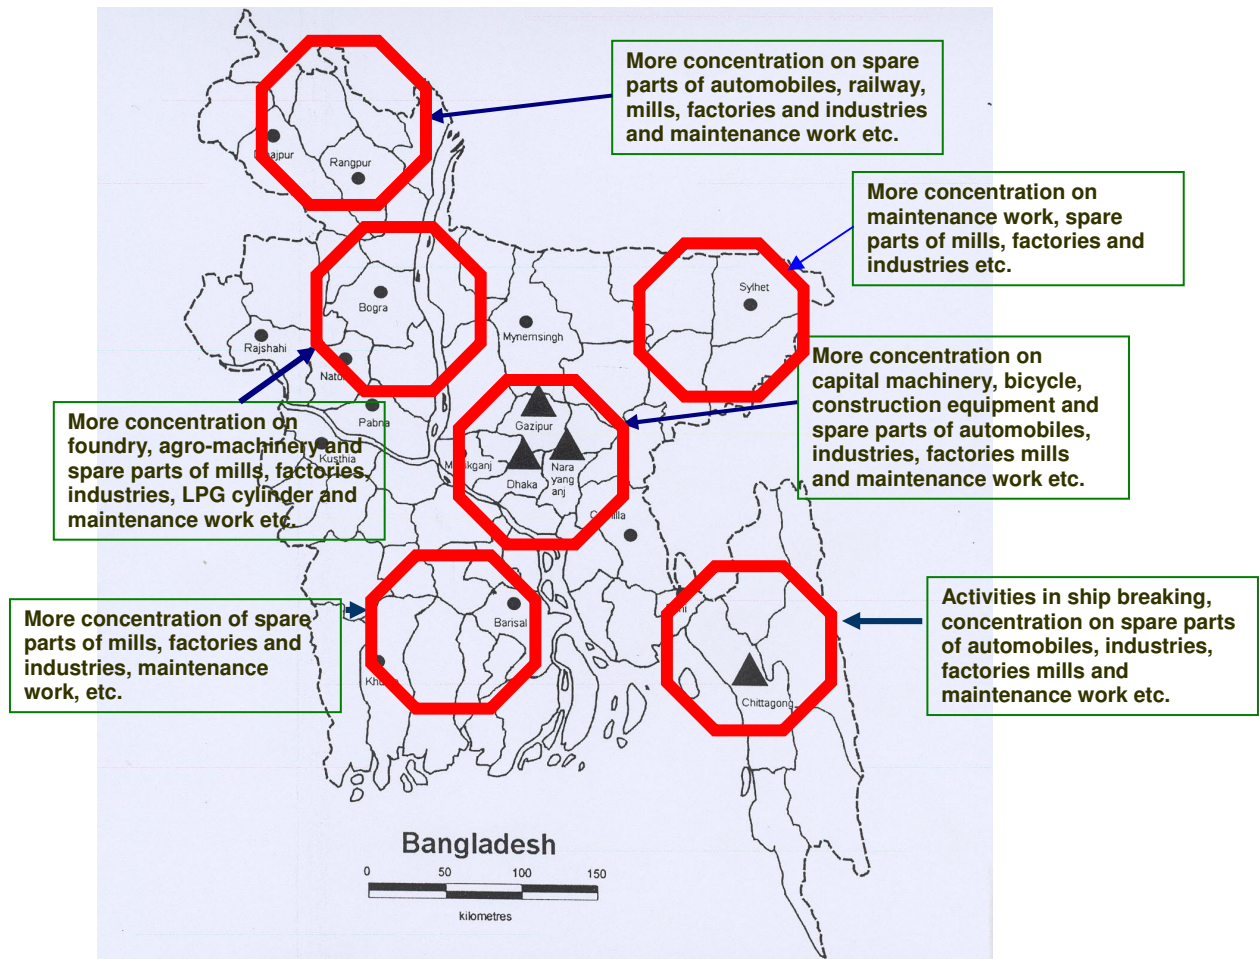 More concentration on spare
parts of automobiles, railway,
mills, factories and industries
and maintenance work etc.
Rangpur
More concentration on
maintenance work, spare
parts of mills, factories and
industries etc.
Sylhet
Bogra
Mynemsingh
Rajshahi
More concentration on
capital machinery, bicycle,
construction equipment and
spare parts of automobiles,
industries, factories mills
and maintenance work etc.
Pabna
Gazipur
More concentration on
foundry, agro-machinery and
spare parts of mills, factories,
industries, LPG cylinder and
maintenance work etc.
Kusthia
Dhaka
Nara
yang
anj
Barisal
More concentration of spare
parts of mills, factories and
industries, maintenance
work, etc.
Activities in ship breaking,
concentration on spare parts
of automobiles, industries,
factories mills and
maintenance work etc.
Chittagong
Bangladesh
0 50 100 150
kilometres